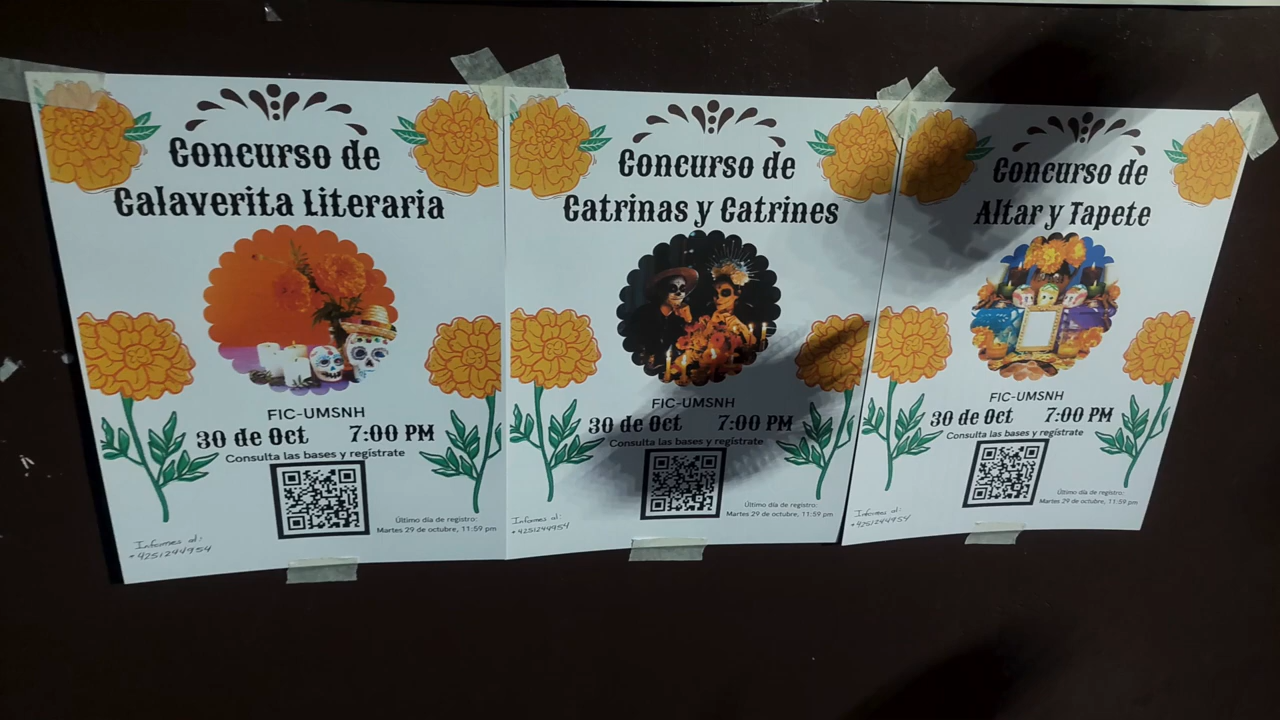 Concurso de
Calaverita Literaria
FIC-UMSNH
30 de Oct 7:00 PM
Consulta las bases y regístrate
Último día de registro:
Martes 29 de octubre, 11:59 pm
Informes al:
4251244954
Concurso de
Catrinas y Catrines
FIC-UMSNH
30 de Oct 7:00 PM
Consulta las bases y regístrate
Último día de registro:
Martes 29 de octubre, 11:59 pm
Informes al:
4251244954
Concurso de
Altar y Tapete
FIC-UMSNH
30 de Oct 7:00 PM
Consulta las bases y regístrate
Último día de registro:
Martes 29 de octubre, 11:59 pm
Informes al:
4251244954